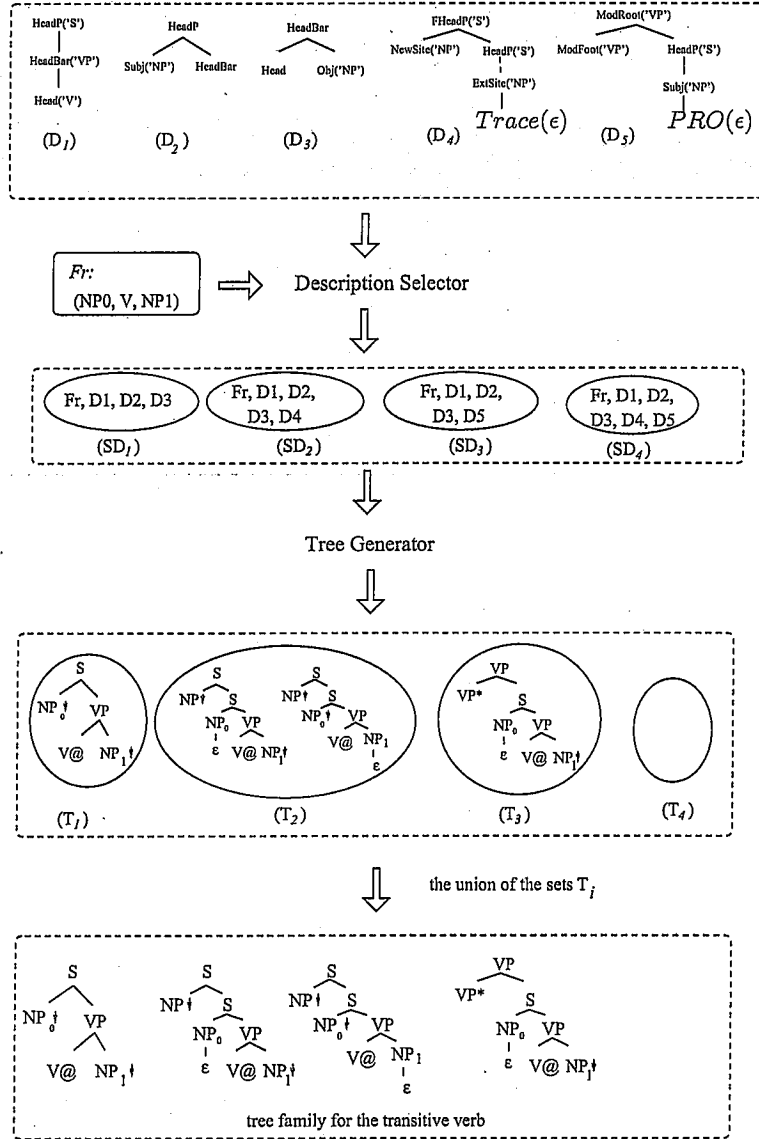 HeadP('S') HeadP HeadBar FHeadP('S') ModRoot('VP')
HeadBar('VP') Subj('NP') HeadBar Head Obj('NP') NewSite('NP') HeadP('S') ModFoot('VP') HeadP('S')
Head('V') ExtSite('NP') Subj('NP')
Trace(ϵ) PRO(ϵ)
(D1) (D2) (D3) (D4) (D5)
Fr:
(NP0, V, NP1)
Description Selector
Fr, D1, D2, D3
Fr, D1, D2,
D3, D4
Fr, D1, D2,
D3, D5
Fr, D1, D2,
D3, D4, D5
(SD1) (SD2) (SD3) (SD4)
Tree Generator
S S S VP
NP0↓ VP NP↓ S NP↓ S VP* S
V@ NP1↓ NP0 VP NP0↓ VP NP0 VP
ε V@ NP1↓ V@ NP1 ε V@ NP1↓
ε
(T1) (T2) (T3) (T4)
the union of the sets Ti
S S S VP
NP0↓ VP NP↓ S NP↓ S VP* S
V@ NP1↓ NP0 VP NP0↓ VP NP0 VP
ε V@ NP1↓ V@ NP1 ε V@ NP1↓
ε
tree family for the transitive verb